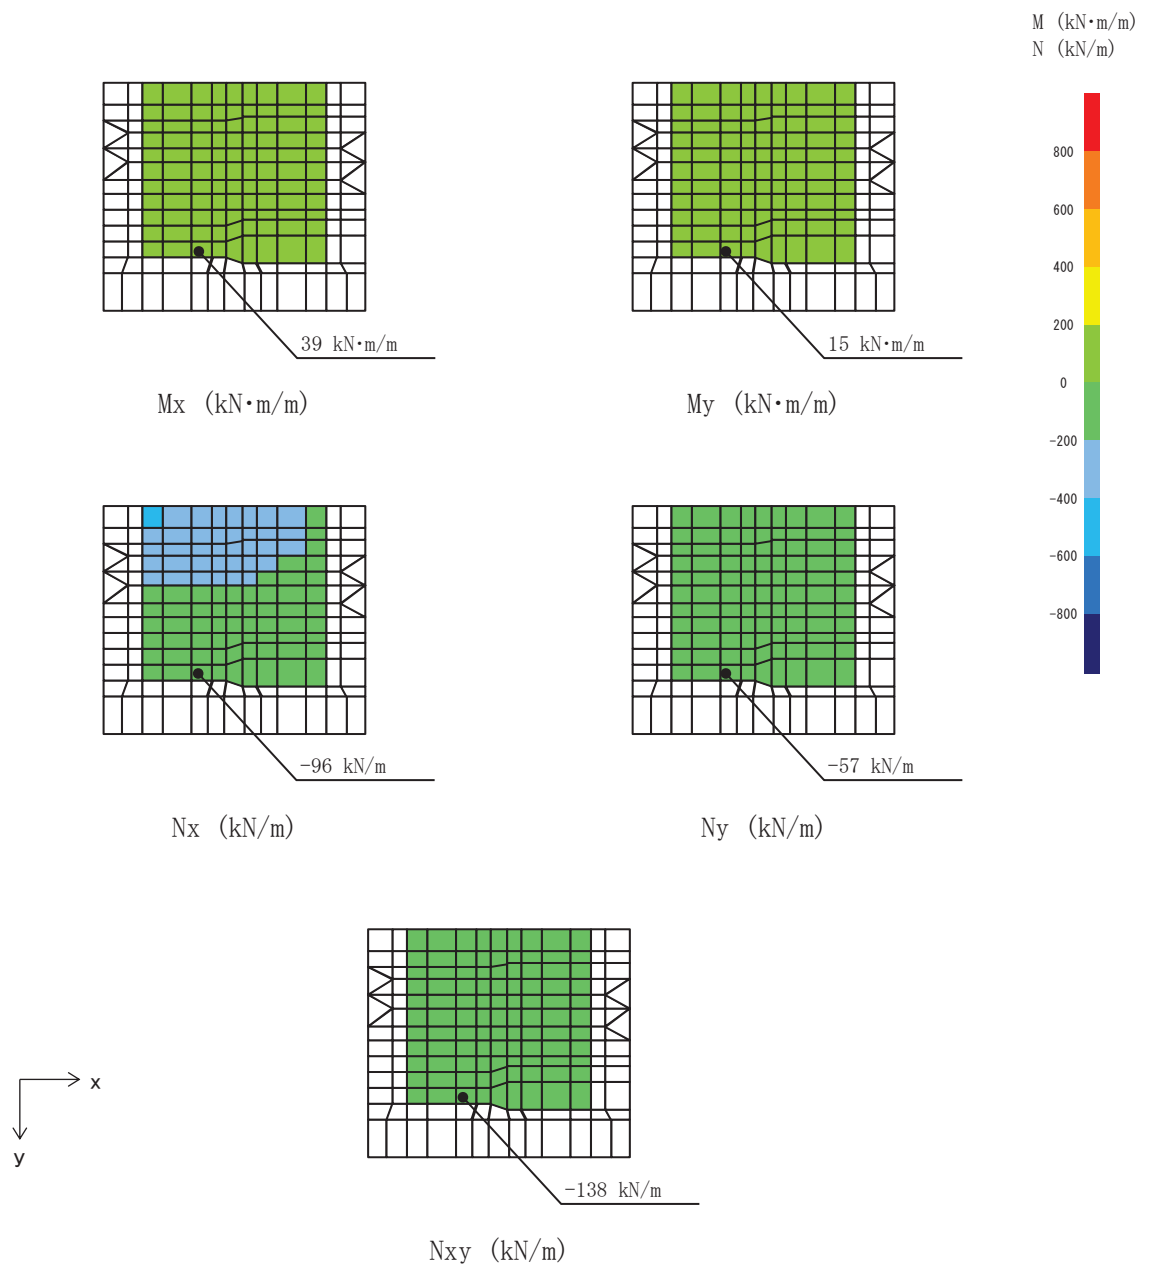 M (kN·m/m)
N (kN/m)
800
600
400
200
0
-200
-400
-600
-800
39 kN·m/m
15 kN·m/m
Mx (kN·m/m)
My (kN·m/m)
-96 kN/m
-57 kN/m
Nx (kN/m)
Ny (kN/m)
x
y
-138 kN/m
Nxy (kN/m)